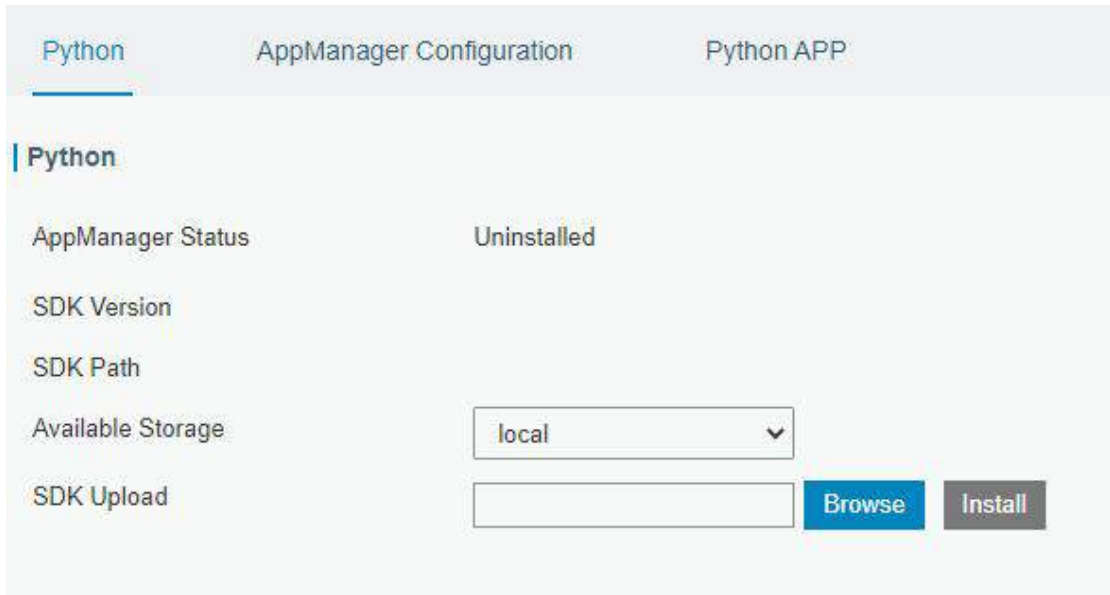 Python AppManager Configuration Python APP
Python
AppManager Status Uninstalled
SDK Version
SDK Path
Available Storage local
SDK Upload Browse Install